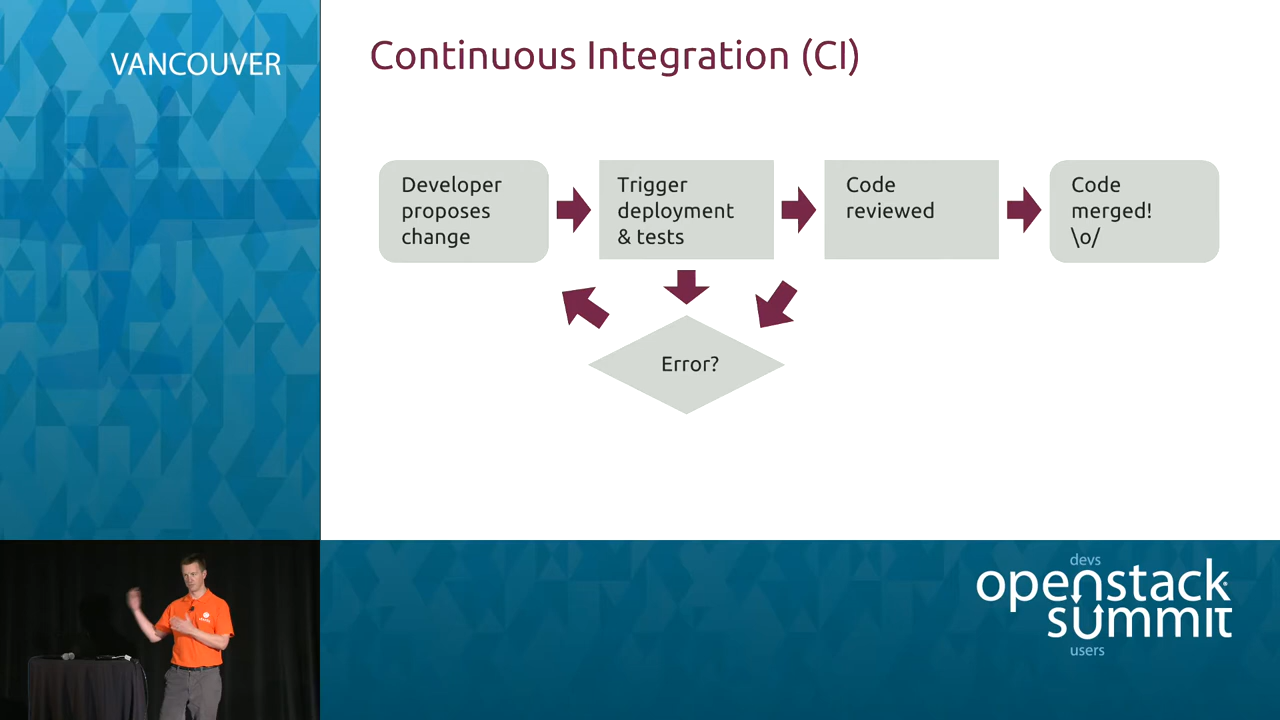 VANCOUVER
Continuous Integration (CI)
Developer
proposes
change
Trigger
deployment
& tests
Code
reviewed
Code
merged!
\o/
Error?
devs
openstack
summit
users